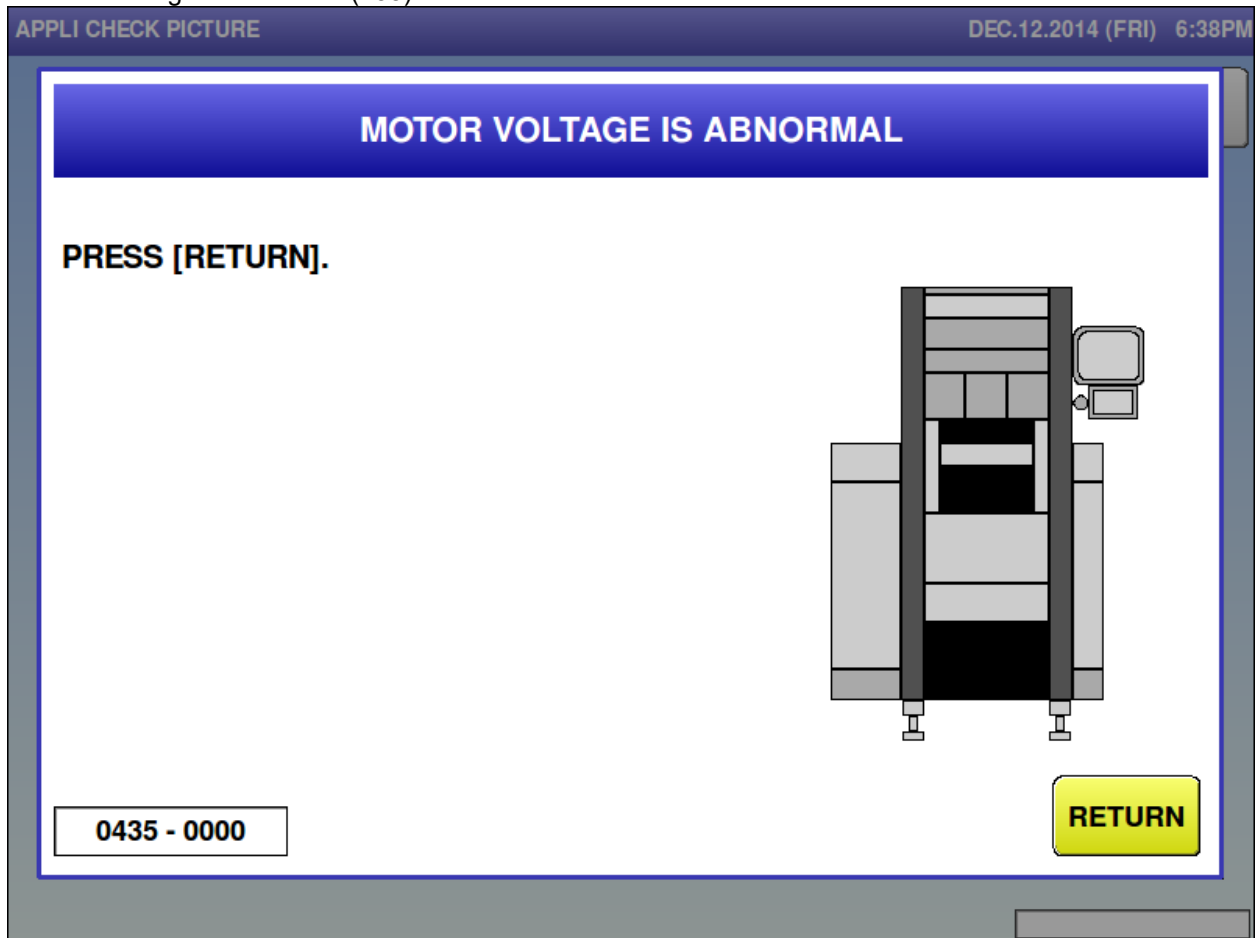 APPLI CHECK PICTURE DEC.12.2014 (FRI) 6:38PM
MOTOR VOLTAGE IS ABNORMAL
PRESS [RETURN].
RETURN
0435 - 0000